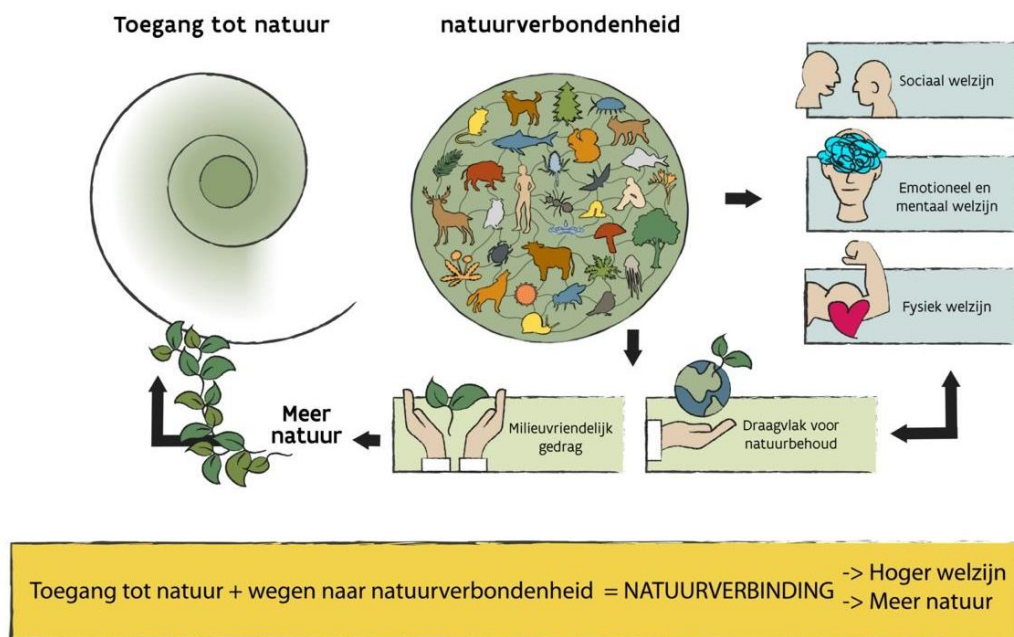 Toegang tot natuur
natuurverbondenheid
Sociaal welzijn
Emotioneel en
mentaal welzijn
Fysiek welzijn
Meer
natuur
Milieuvriendelijk
gedrag
Draagvlak voor
natuurbehoud
Toegang tot natuur + wegen naar natuurverbondenheid = NATUURVERBINDING
-> Hoger welzijn
-> Meer natuur